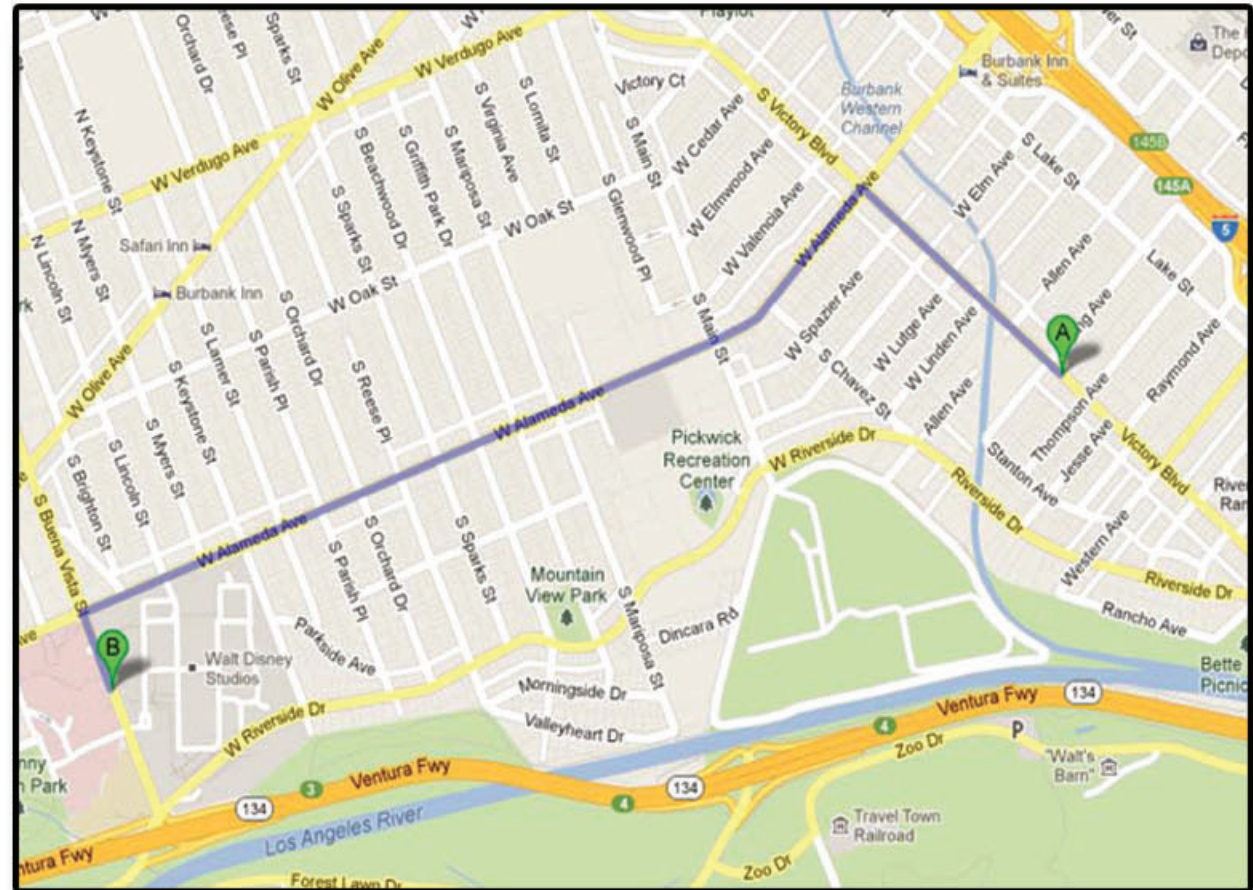 Playlot
The
Depo
Burbank Inn
& Suites
Burbank
Western
Channel
Orchard Dr
Reese Pl
Sparks St
W Olive Ave
W Verdugo Ave
Victory Ct
S Victory Blvd
145B
145A
5
N Keystone St
W Verdugo Ave
S Beachwood Dr
S Griffith Park Dr
S Mariposa St
S Virginia Ave
S Lomita St
S Main St
W Cedar Ave
W Elmwood Ave
W Valencia Ave
W Alameda Ave
W Elm Ave
S Lake St
Lake St
Allen Ave
N Lincoln St
N Myers St
Safari Inn
Burbank Inn
S Sparks St
W Oak St
W Oak St
S Glenwood Pl
S Main St
W Spazier Ave
W Lutge Ave
W Linden Ave
S Chavez St
Allen Ave
A
Raymond Ave
Thompson Ave
Jesse Ave
Victory Blvd
W Olive Ave
S Larner St
S Parish Pl
S Orchard Dr
S Reese Pl
S Keystone St
S Myers St
S Lincoln St
S Brighton St
S Buena Vista St
W Alameda Ave
W Alameda Ave
Pickwick
Recreation
Center
W Riverside Dr
Riverside Dr
Stanton Ave
Western Ave
Riverside Dr
Rancho Ave
River
Ran
S Parish Pl
S Orchard Dr
S Sparks St
Mountain
View Park
S Mariposa St
Dincara Rd
Parkside Ave
Ave
B
Walt Disney
Studios
W Riverside Dr
Morningside Dr
Valleyheart Dr
Bette
Picnic
134
Ventura Fwy
4
P
Zoo Dr
"Walt's
Barn"
Ventura Fwy
3
134
4
134
Los Angeles River
Travel Town
Railroad
Zoo Dr
Forest Lawn Dr
ntura Fwy
nny
n Park